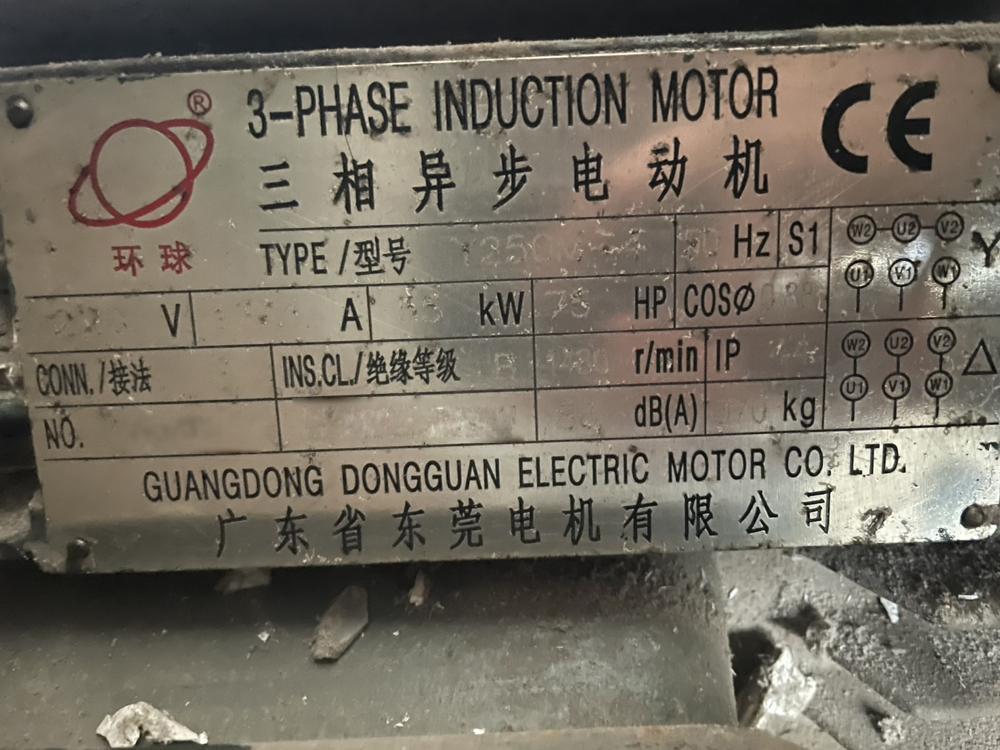 ® 3-PHASE INDUCTION MOTOR CE
三相异步电动机
环球
TYPE/型号 Hz S1
V A kW HP COSØ
CONN./接法 INS.CL./绝缘等级 r/min IP
NO. dB(A) kg
W2 U2 V2
U1 V1 W1 Y
W2 U2 V2
U1 V1 W1 △
GUANGDONG DONGGUAN ELECTRIC MOTOR CO. LTD.
广东省东莞电机有限公司